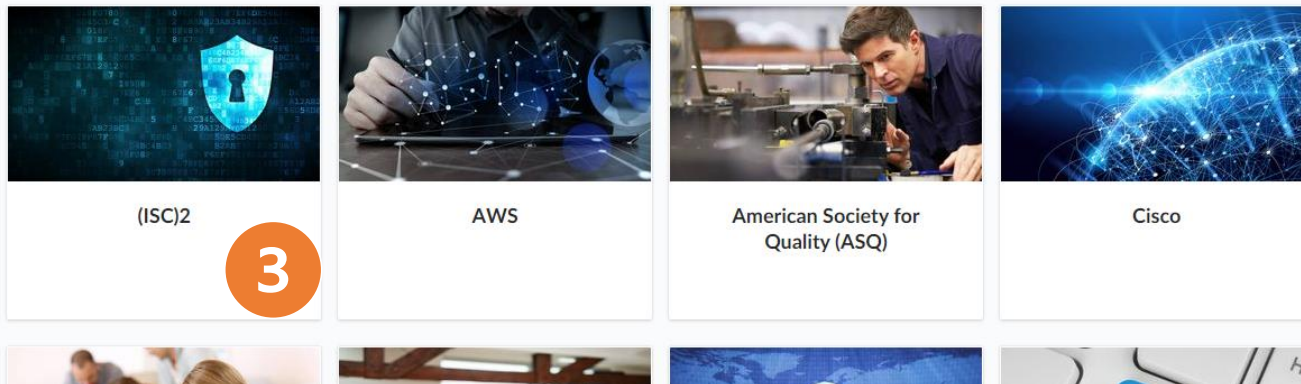 (ISC)2
AWS
American Society for
Quality (ASQ)
Cisco
3